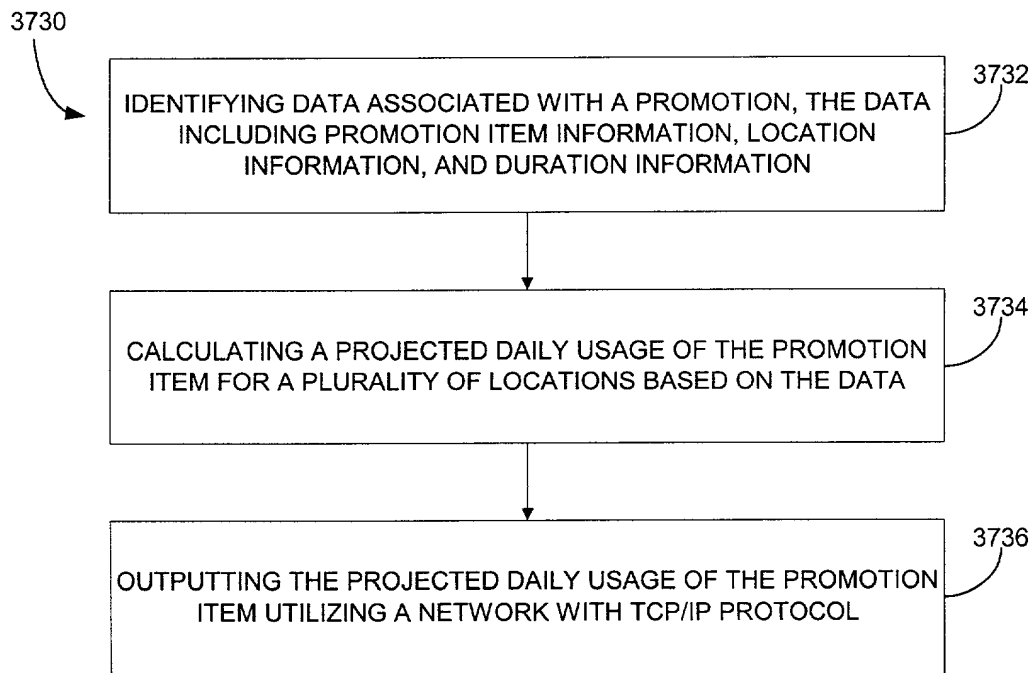 3730
3732
IDENTIFYING DATA ASSOCIATED WITH A PROMOTION, THE DATA
INCLUDING PROMOTION ITEM INFORMATION, LOCATION
INFORMATION, AND DURATION INFORMATION
3734
CALCULATING A PROJECTED DAILY USAGE OF THE PROMOTION
ITEM FOR A PLURALITY OF LOCATIONS BASED ON THE DATA
3736
OUTPUTTING THE PROJECTED DAILY USAGE OF THE PROMOTION
ITEM UTILIZING A NETWORK WITH TCP/IP PROTOCOL